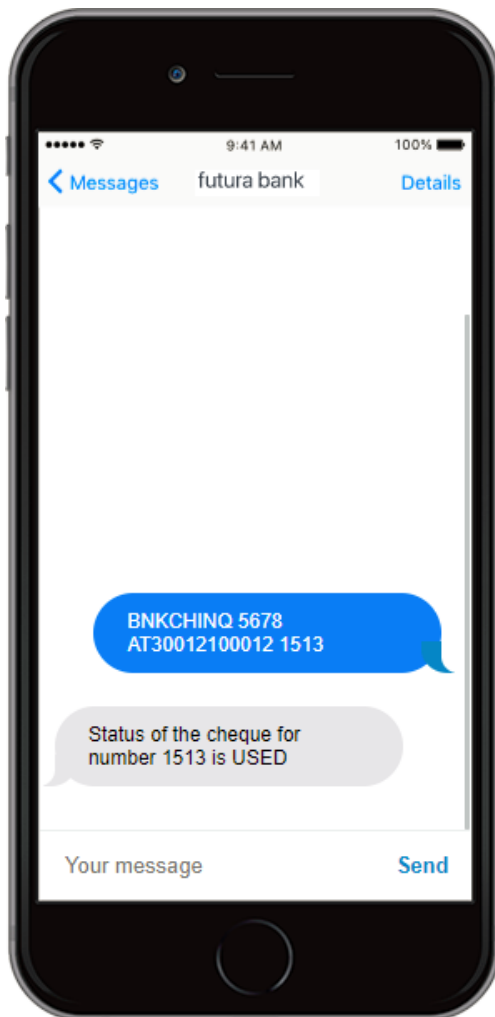 9:41 AM
100%
Messages
futura bank
Details
BNKCHINQ 5678
AT30012100012 1513
Status of the cheque for
number 1513 is USED
Your message
Send